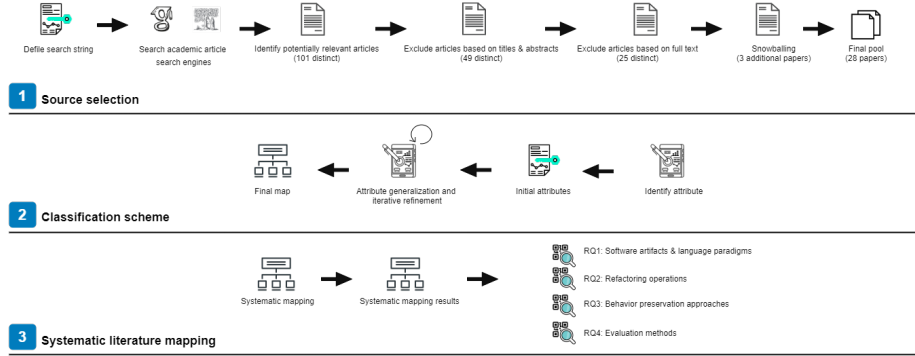 Defile search string
Search academic article
search engines
Identify potentially relevant articles
(101 distinct)
Exclude articles based on titles & abstracts
(49 distinct)
Exclude articles based on full text
(25 distinct)
Snowballing
(3 additional papers)
Final pool
(28 papers)
1 Source selection
Final map
Attribute generalization and
iterative refinement
Initial attributes
Identify attribute
2 Classification scheme
Systematic mapping
Systematic mapping results
RQ1: Software artifacts & language paradigms
RQ2: Refactoring operations
RQ3: Behavior preservation approaches
RQ4: Evaluation methods
3 Systematic literature mapping